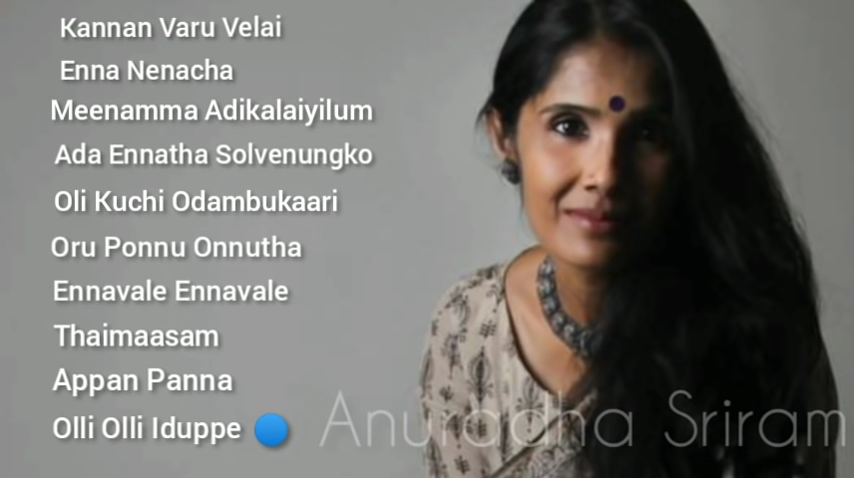 Kannan Varu Velai
Enna Nenacha
Meenamma Adikalaiyilum
Ada Ennatha Solvenungko
Oli Kuchi Odambukaari
Oru Ponnu Onnutha
Ennavale Ennavale
Thaimaasam
Appan Panna
Olli Olli Iduppe
Anuradha Sriram